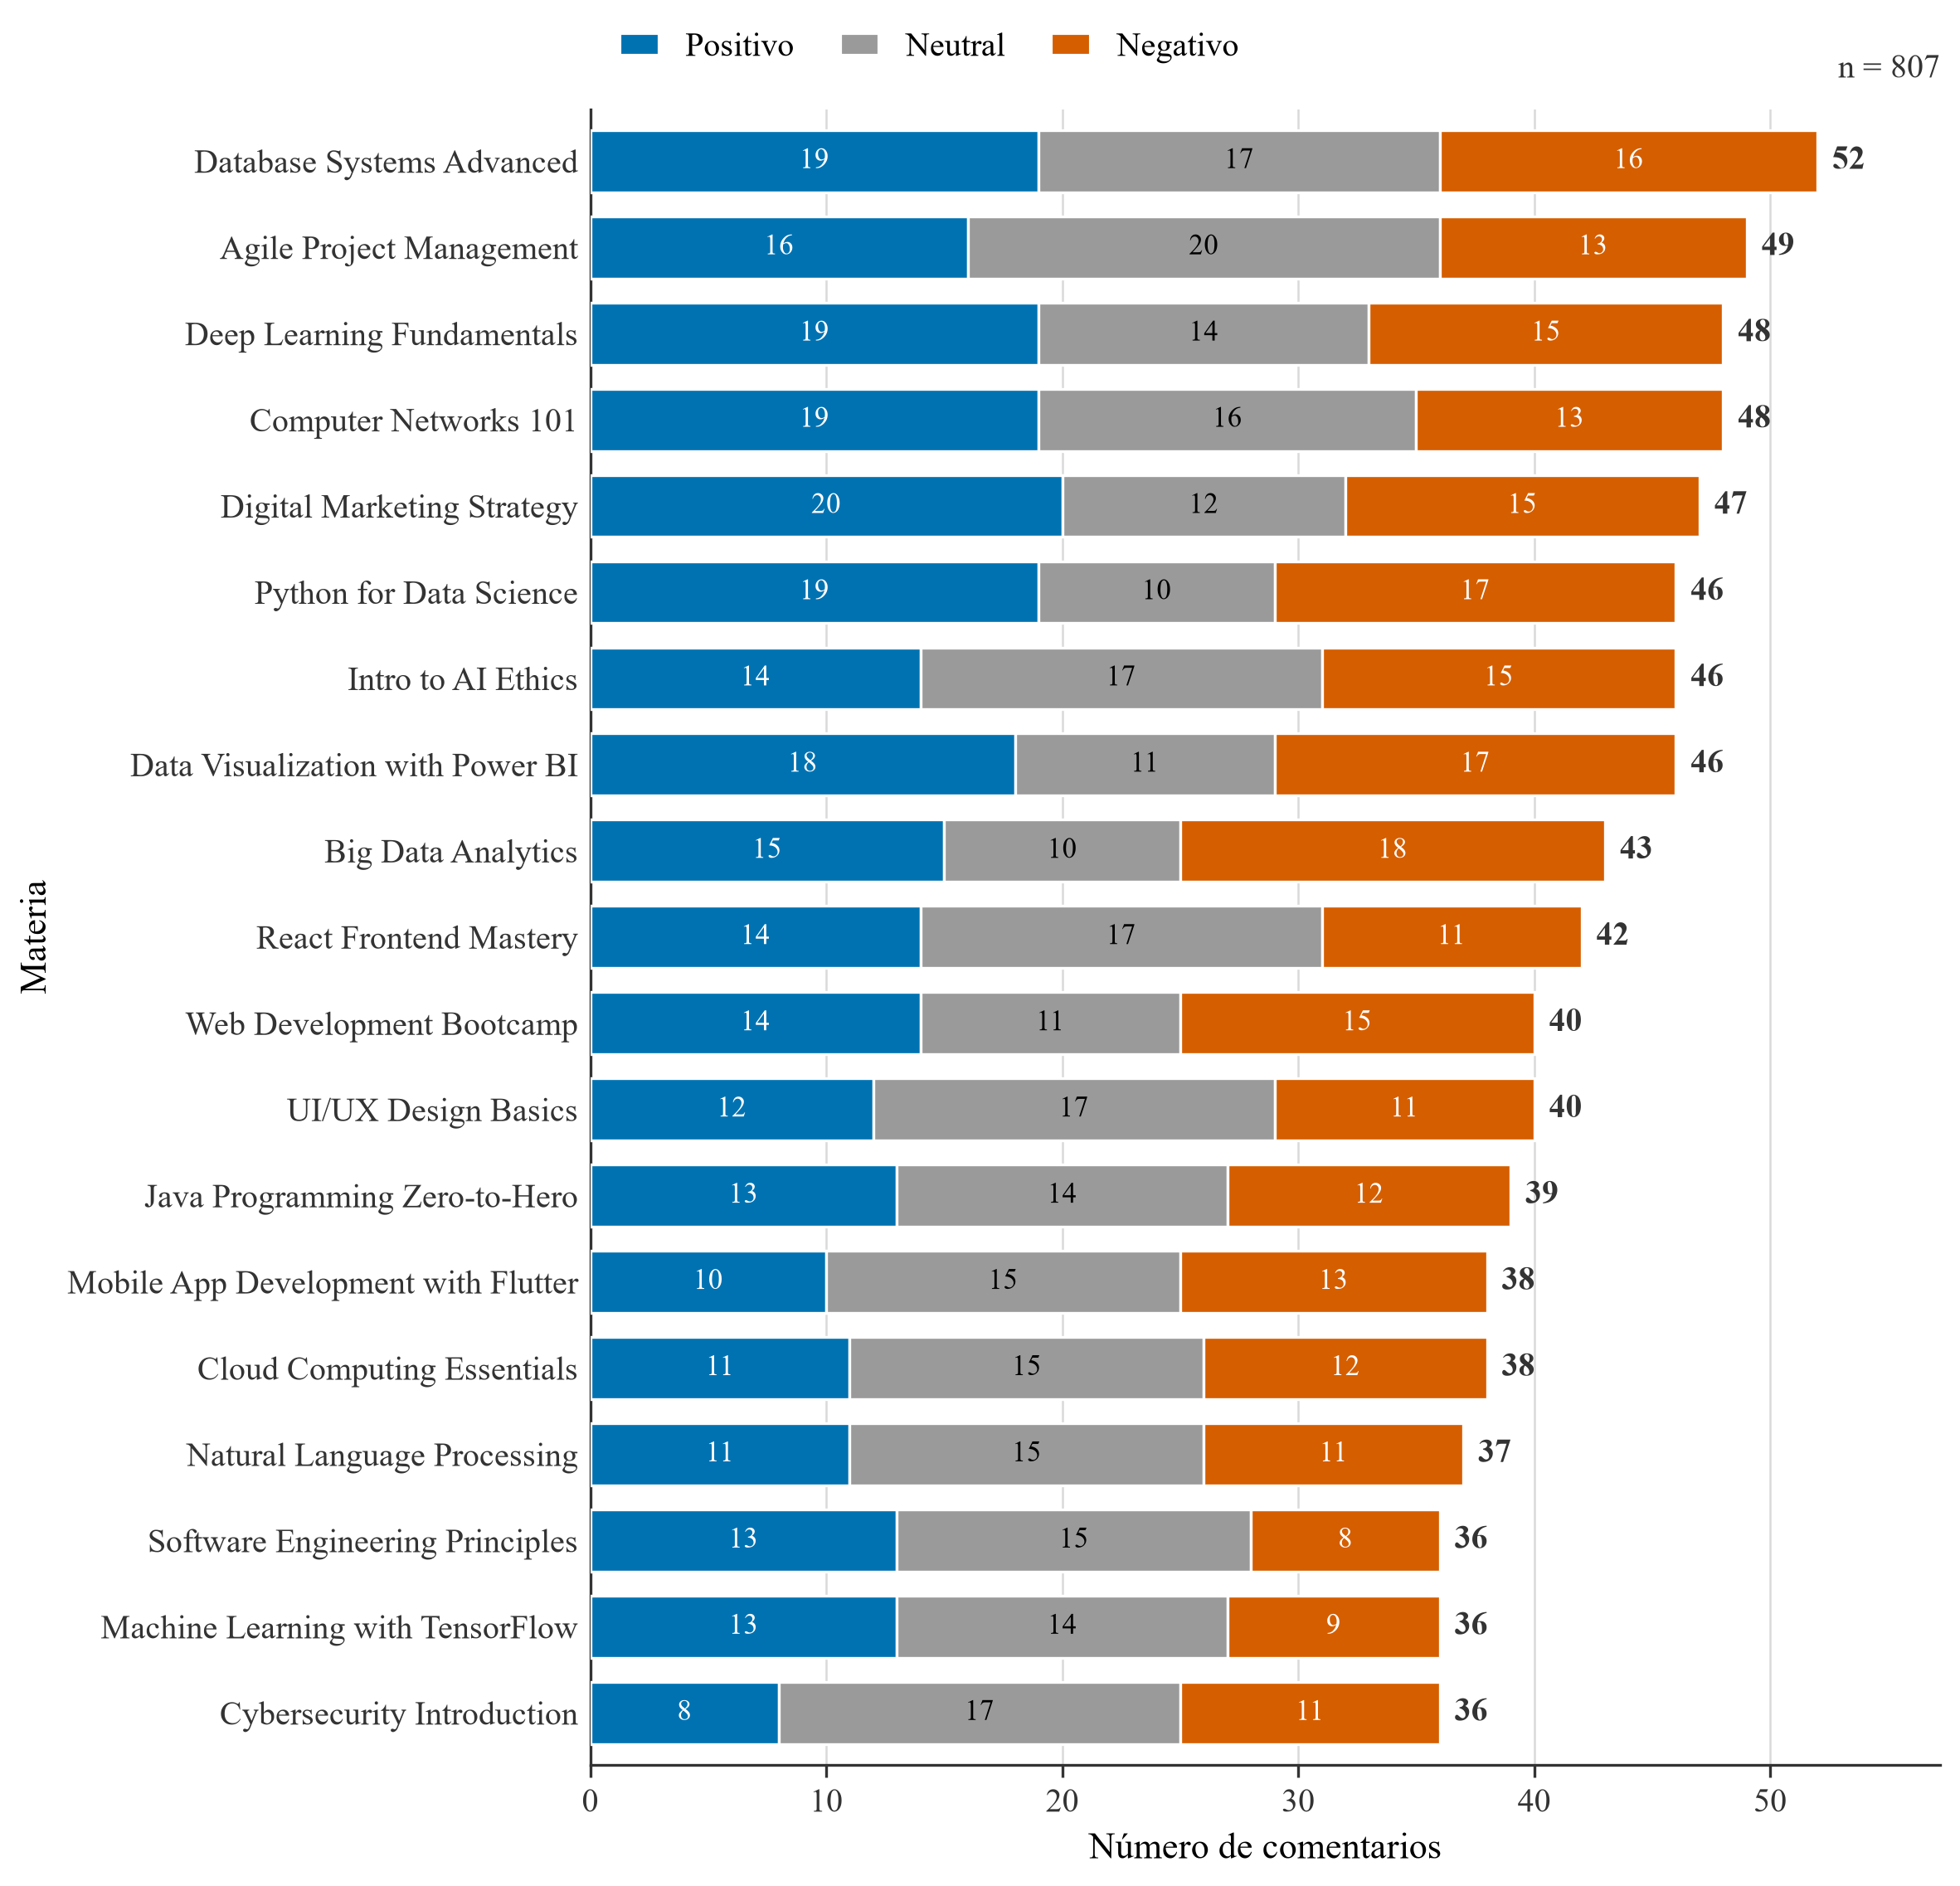 Positivo Neutral Negativo
n = 807
Database Systems Advanced 19 17 16 52
Agile Project Management 16 20 13 49
Deep Learning Fundamentals 19 14 15 48
Computer Networks 101 19 16 13 48
Digital Marketing Strategy 20 12 15 47
Python for Data Science 19 10 17 46
Intro to AI Ethics 14 17 15 46
Data Visualization with Power BI 18 11 17 46
Big Data Analytics 15 10 18 43
React Frontend Mastery 14 17 11 42
Web Development Bootcamp 14 11 15 40
UI/UX Design Basics 12 17 11 40
Java Programming Zero-to-Hero 13 14 12 39
Mobile App Development with Flutter 10 15 13 38
Cloud Computing Essentials 11 15 12 38
Natural Language Processing 11 15 11 37
Software Engineering Principles 13 15 8 36
Machine Learning with TensorFlow 13 14 9 36
Cybersecurity Introduction 8 17 11 36
Materia
0 10 20 30 40 50
Número de comentarios